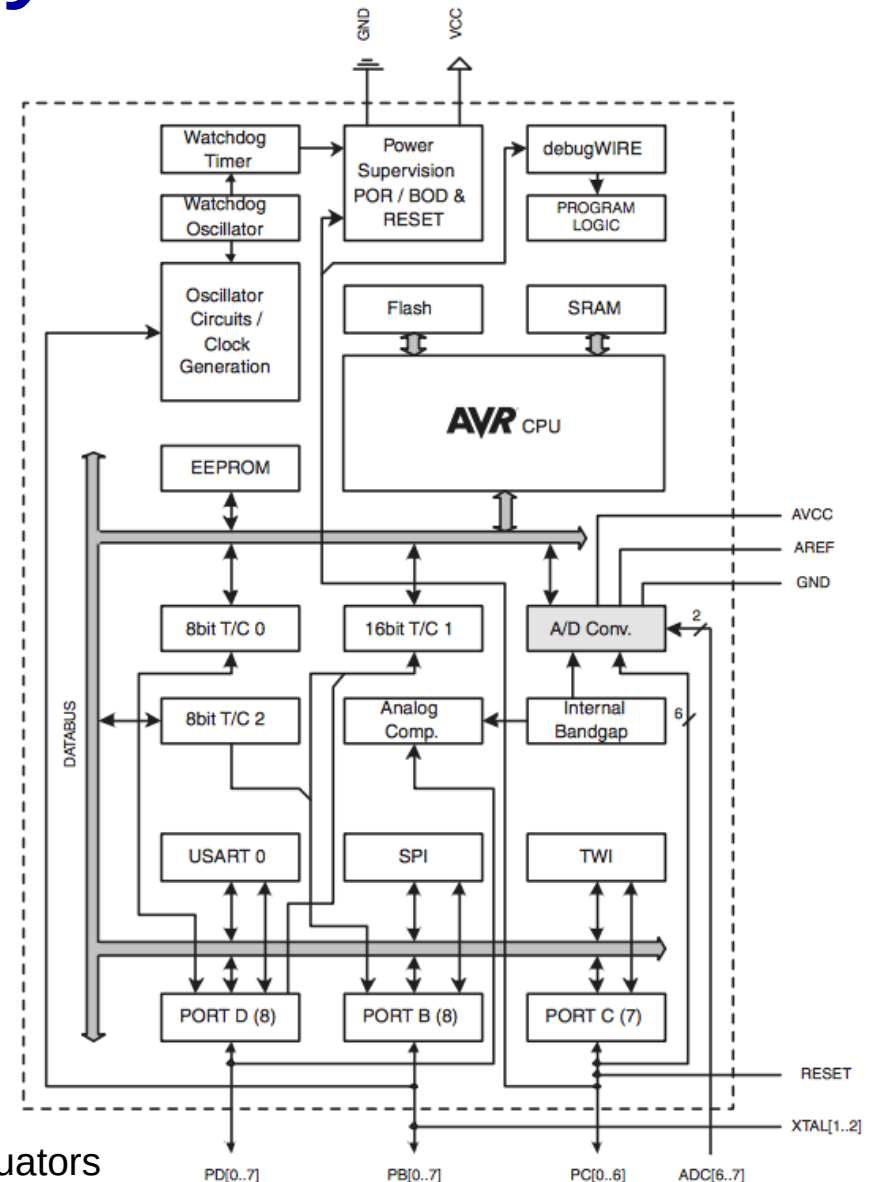 GND
VCC
Watchdog
Timer
Power
Supervision
POR / BOD &
RESET
debugWIRE
Watchdog
Oscillator
PROGRAM
LOGIC
Oscillator
Circuits /
Clock
Generation
Flash
SRAM
AVR CPU
EEPROM
AVCC
AREF
GND
8bit T/C 0
16bit T/C 1
A/D Conv.
2
DATABUS
8bit T/C 2
Analog
Comp.
Internal
Bandgap
6
USART 0
SPI
TWI
PORT D (8)
PORT B (8)
PORT C (7)
RESET
XTAL[1..2]
uators
PD[0..7]
PB[0..7]
PC[0..6]
ADC[6..7]